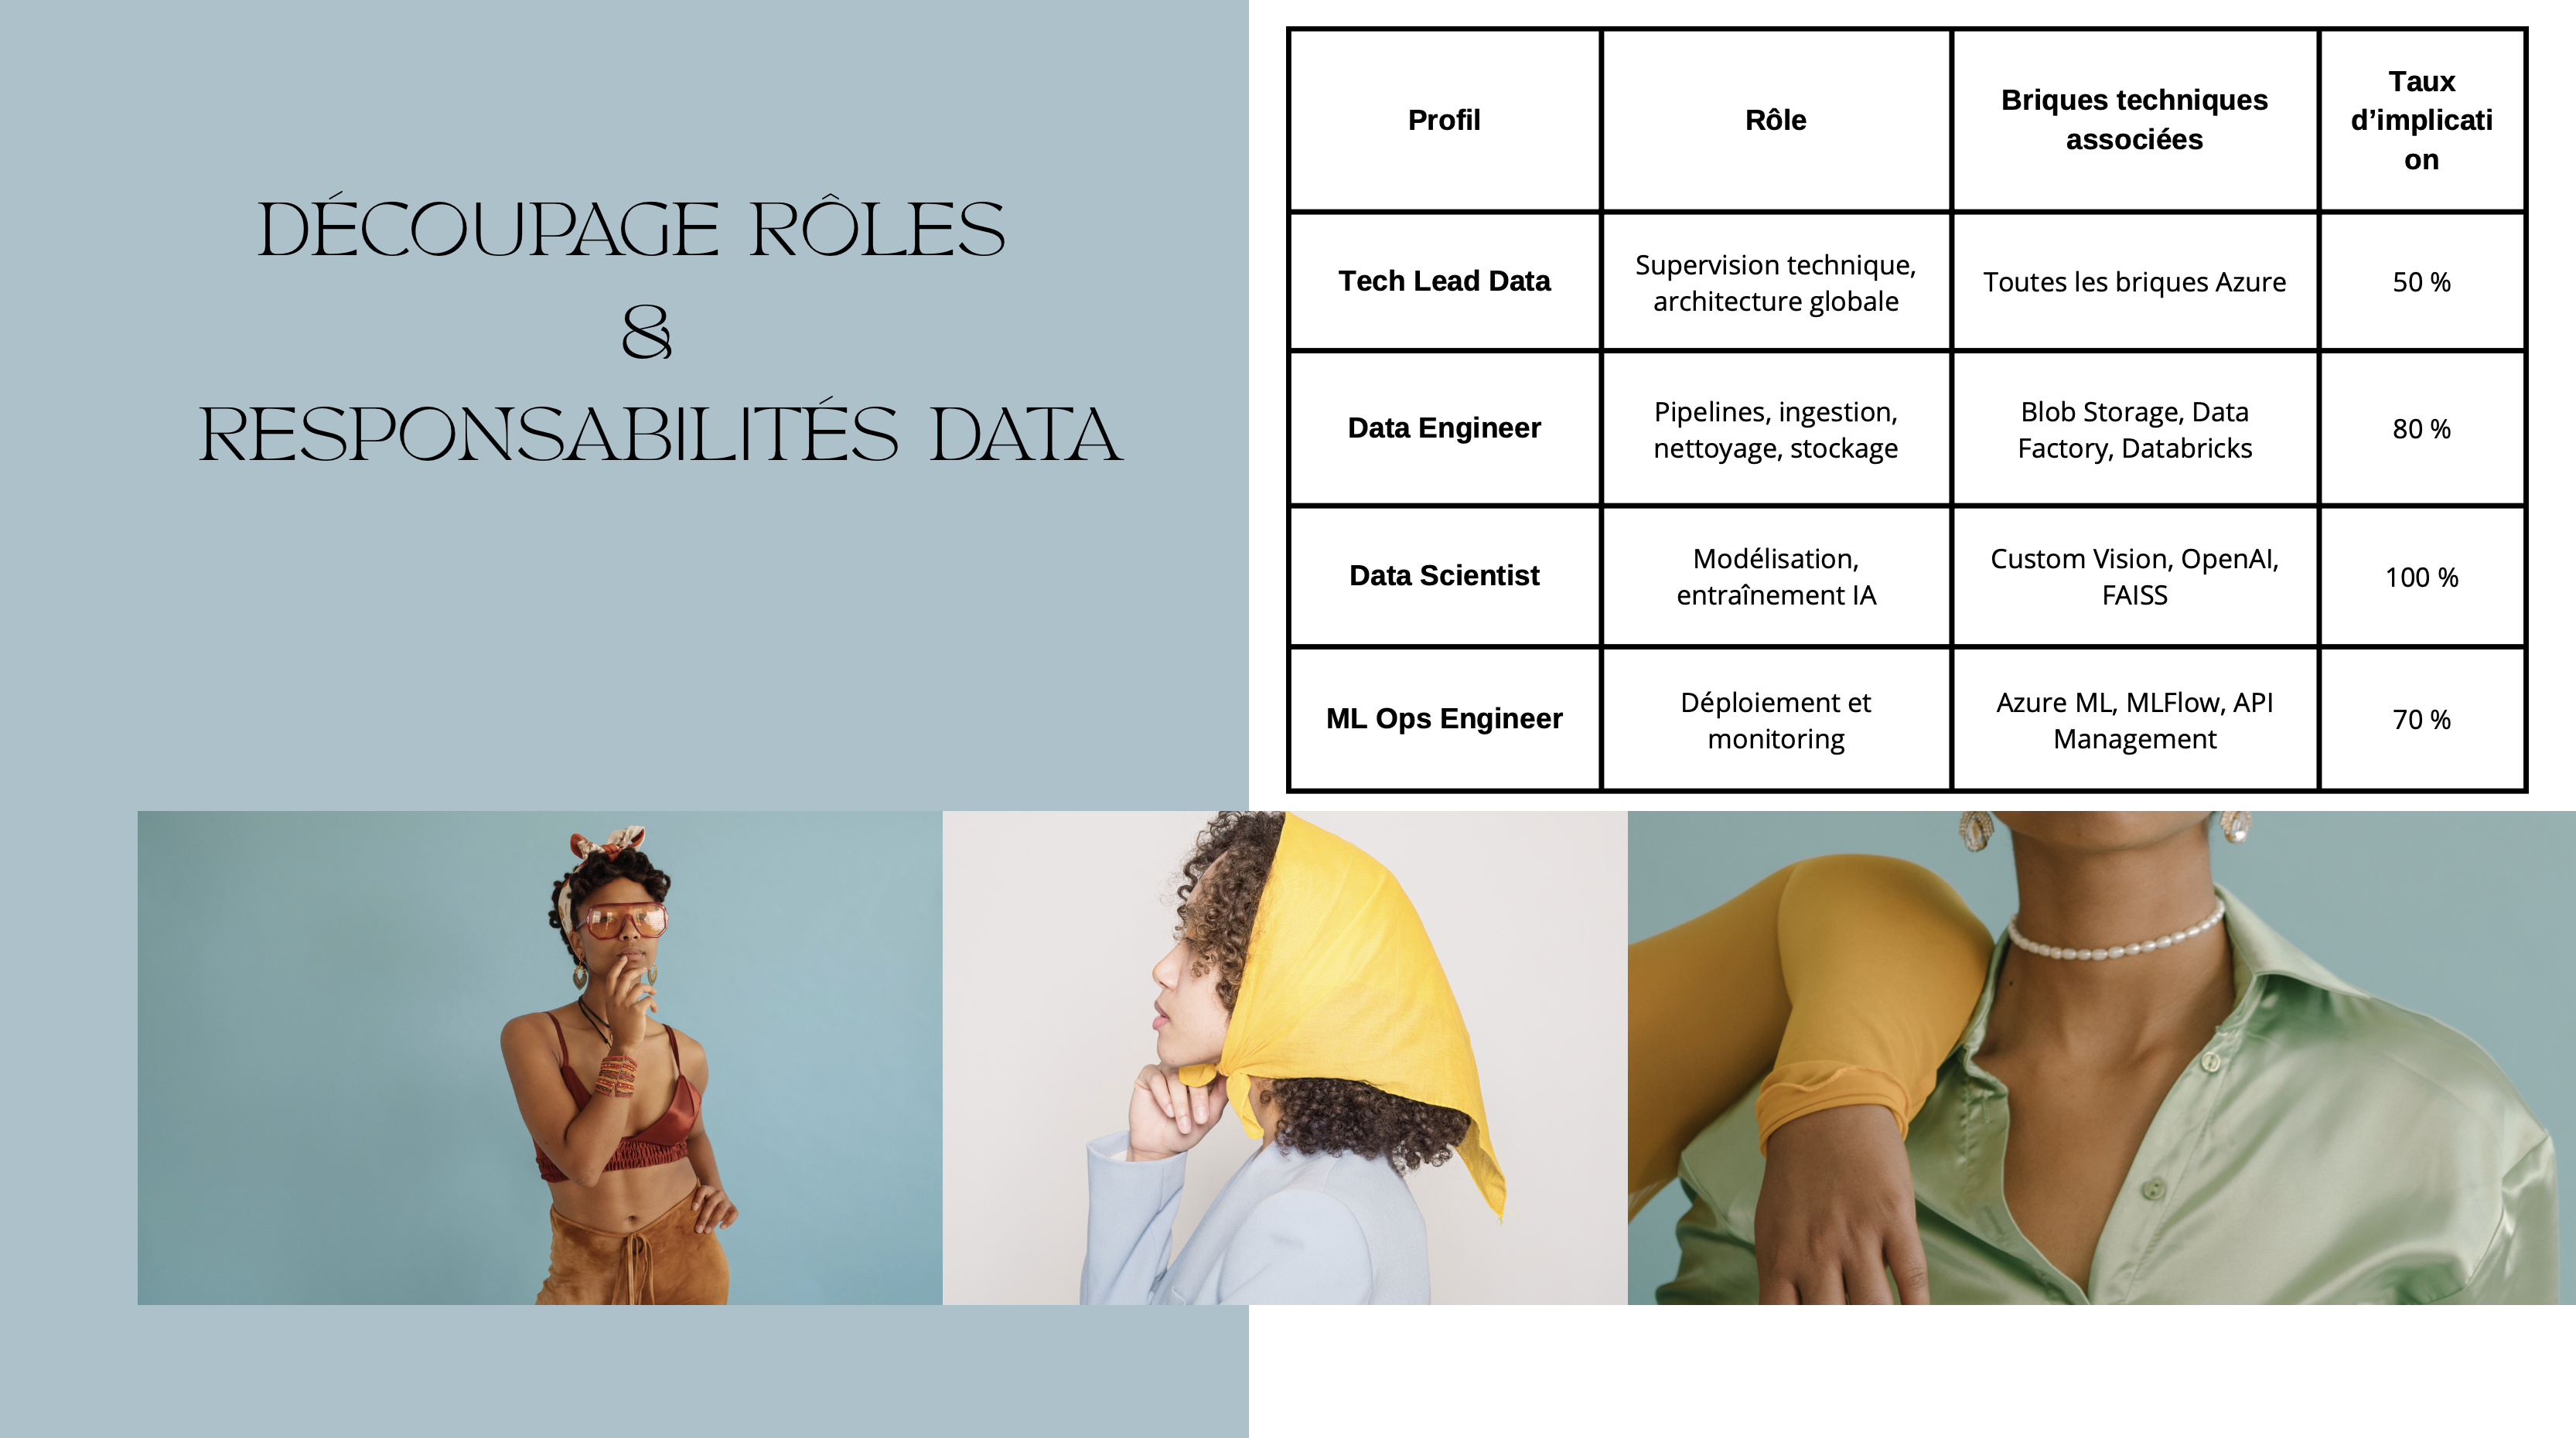 DÉCOUPAGE RÔLES
&
RESPONSABILITÉS DATA
Profil
Rôle
Briques techniques
associées
Taux
d’implicati
on
Tech Lead Data
Supervision technique,
architecture globale
Toutes les briques Azure
50 %
Data Engineer
Pipelines, ingestion,
nettoyage, stockage
Blob Storage, Data
Factory, Databricks
80 %
Data Scientist
Modélisation,
entraînement IA
Custom Vision, OpenAI,
FAISS
100 %
ML Ops Engineer
Déploiement et
monitoring
Azure ML, MLFlow, API
Management
70 %